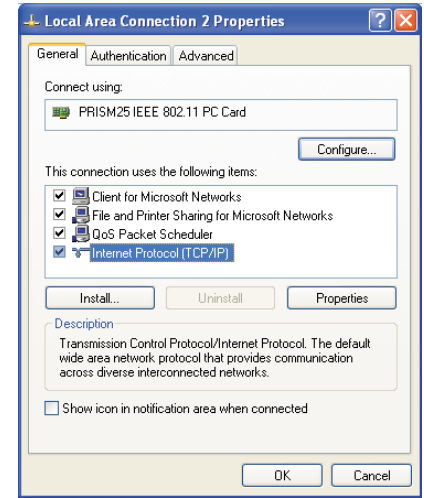 Local Area Connection 2 Properties
General Authentication Advanced
Connect using:
PRISM25 IEEE 802.11 PC Card
Configure...
This connection uses the following items:
Client for Microsoft Networks
File and Printer Sharing for Microsoft Networks
QoS Packet Scheduler
Internet Protocol (TCP/IP)
Install... Uninstall Properties
Description
Transmission Control Protocol/Internet Protocol. The default
wide area network protocol that provides communication
across diverse interconnected networks.
Show icon in notification area when connected
OK Cancel